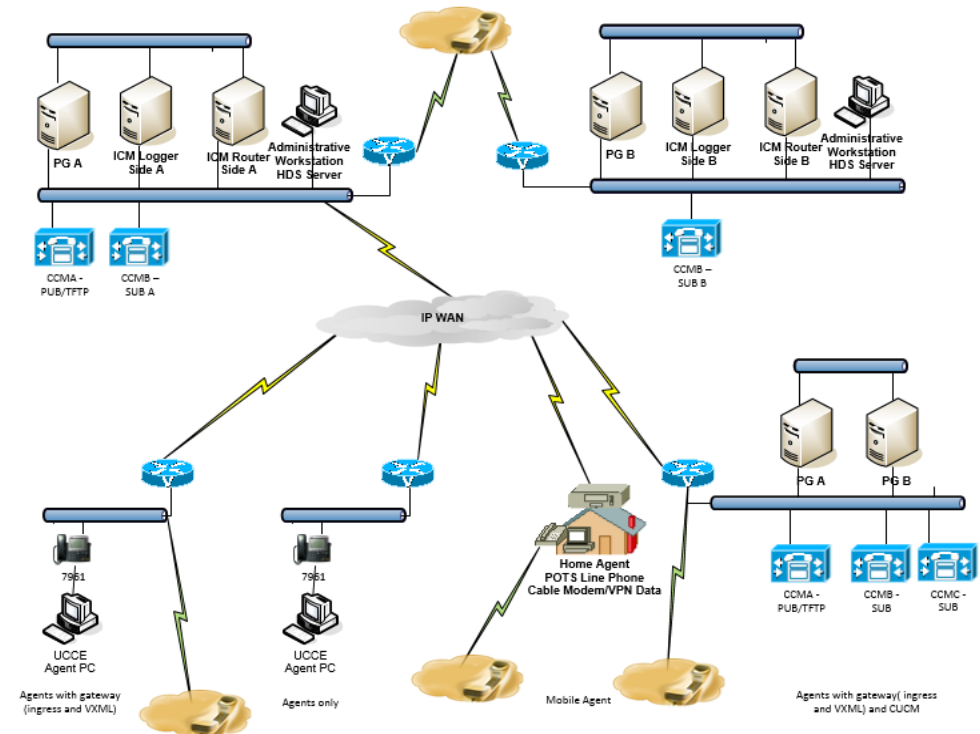 PG A
ICM Logger
Side A
ICM Router
Side A
Administrative
Workstation
HDS Server
PG B
ICM Logger
Side B
ICM Router
Side B
Administrative
Workstation
HDS Server
CCMA -
PUB/TFTP
CCMB –
SUB A
CCMB –
SUB B
IP WAN
PG A
PG B
7961
7961
Home Agent
POTS Line Phone
Cable Modem/VPN Data
CCMA -
PUB/TFTP
CCMB -
SUB
CCMC -
SUB
UCCE
Agent PC
UCCE
Agent PC
Agents with gateway
(ingress and VXML)
Agents only
Mobile Agent
Agents with gateway( ingress
and VXML) and CUCM